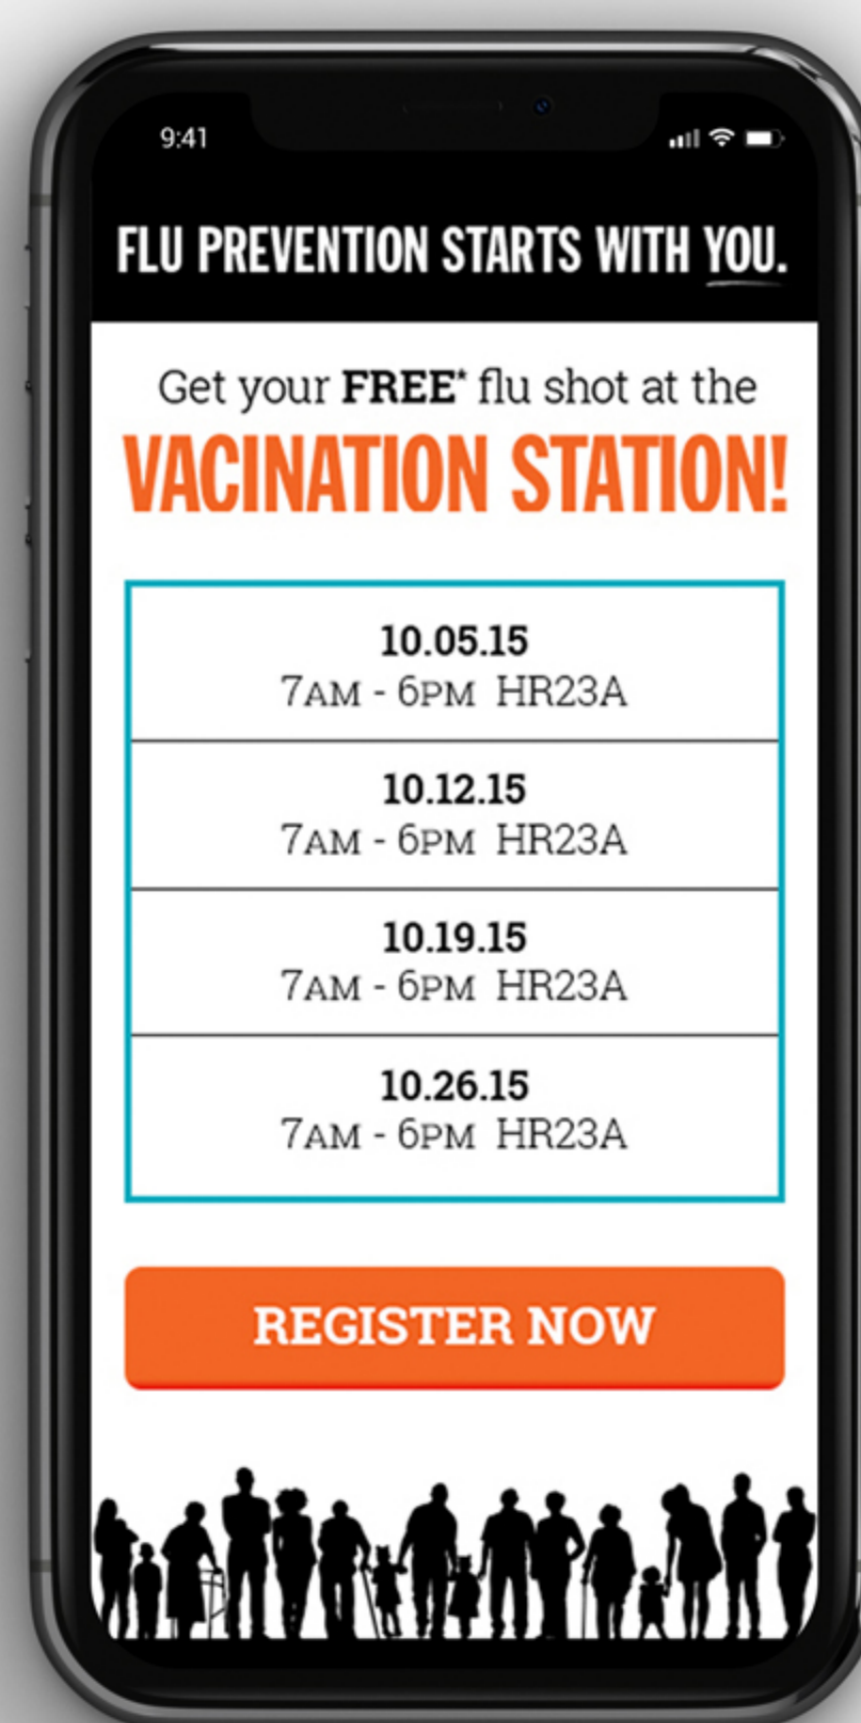 9:41
FLU PREVENTION STARTS WITH YOU.
Get your FREE* flu shot at the
VACINATION STATION!
10.05.15
7AM - 6PM HR23A
10.12.15
7AM - 6PM HR23A
10.19.15
7AM - 6PM HR23A
10.26.15
7AM - 6PM HR23A
REGISTER NOW